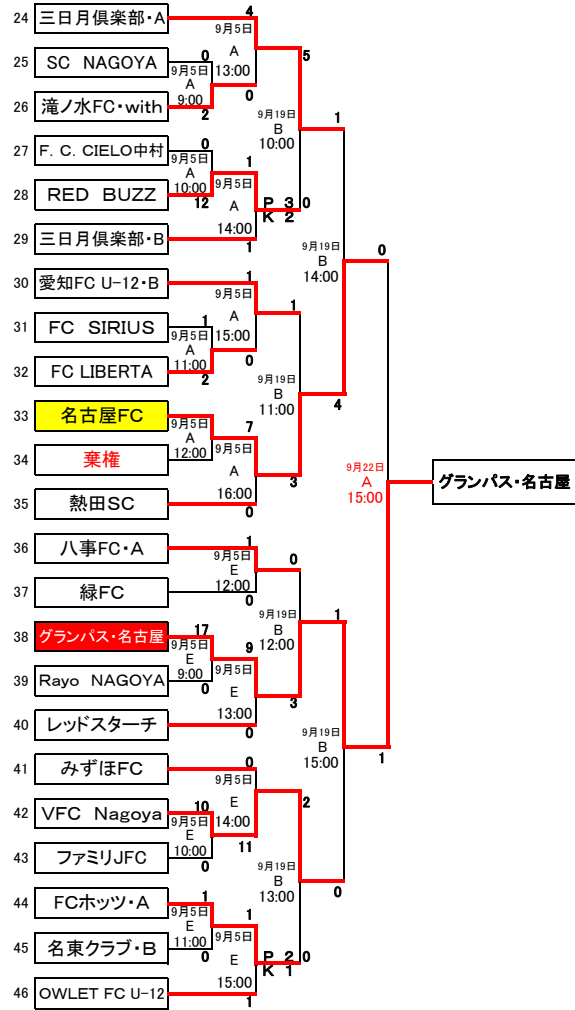 24 三日月倶楽部・A
4
9月5日
A
13:00
0
25 SC NAGOYA
0
9月5日
A
9:00
2
26 滝ノ水FC・with
5
9月19日
B
10:00
0
27 F. C. CIELO中村
0
9月5日
A
10:00
12
28 RED BUZZ
1
9月5日
A
14:00
1
PK 3 2
29 三日月倶楽部・B
1
9月19日
B
14:00
4
30 愛知FC U-12・B
1
9月5日
A
15:00
0
31 FC SIRIUS
1
9月5日
A
11:00
2
32 FC LIBERTA
1
9月19日
B
11:00
3
33 名古屋FC
9月5日
A
12:00
34 棄権
7
9月5日
A
16:00
0
35 熱田SC
0
9月22日
A
15:00
1
グランパス・名古屋
36 八事FC・A
1
9月5日
E
12:00
0
37 緑FC
0
9月19日
B
12:00
3
38 グランパス・名古屋
17
9月5日
E
9:00
0
39 Rayo NAGOYA
9
9月5日
E
13:00
0
40 レッドスターチ
1
9月19日
B
15:00
0
41 みずほFC
0
9月5日
E
14:00
11
42 VFC Nagoya
10
9月5日
E
10:00
0
43 ファミリJFC
2
9月19日
B
13:00
0
44 FCホッツ・A
1
9月5日
E
11:00
0
45 名東クラブ・B
1
9月5日
E
15:00
1
PK 2 1
46 OWLET FC U-12